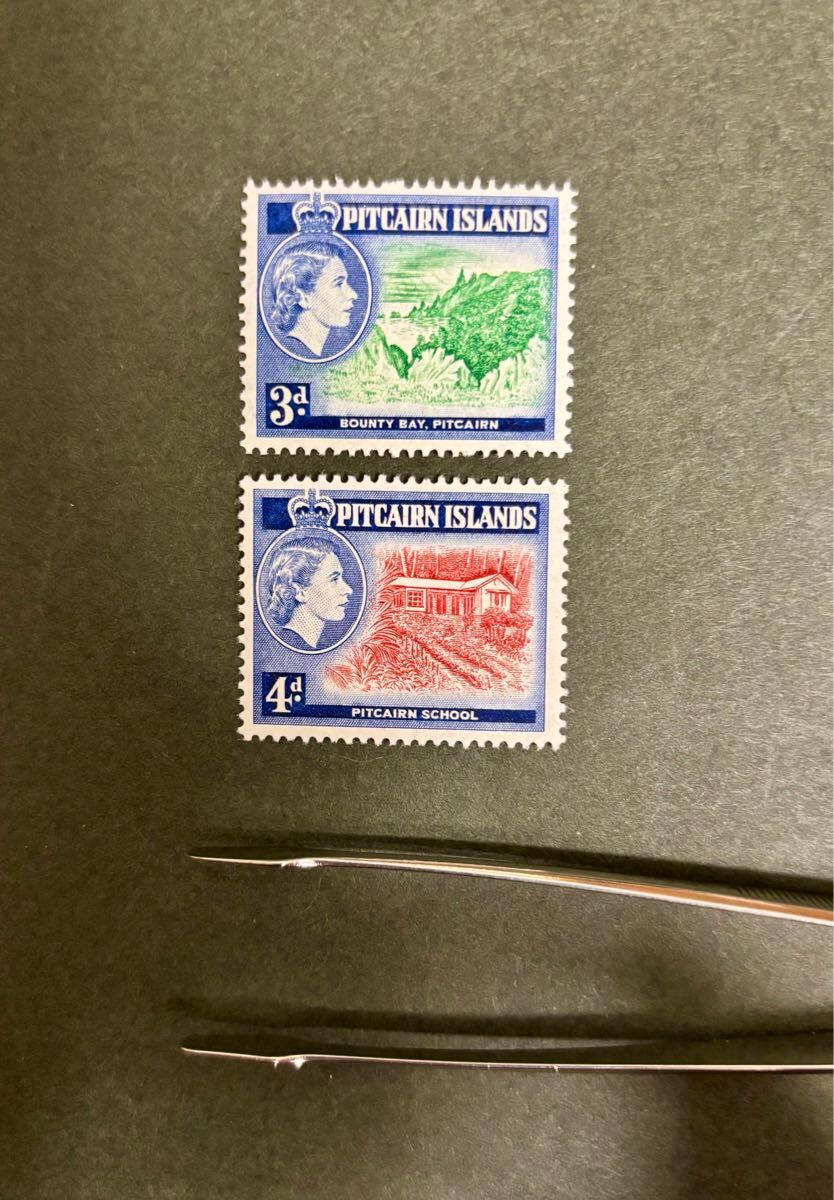 PITCAIRN ISLANDS
3d.
BOUNTY BAY, PITCAIRN
PITCAIRN ISLANDS
4d.
PITCAIRN SCHOOL